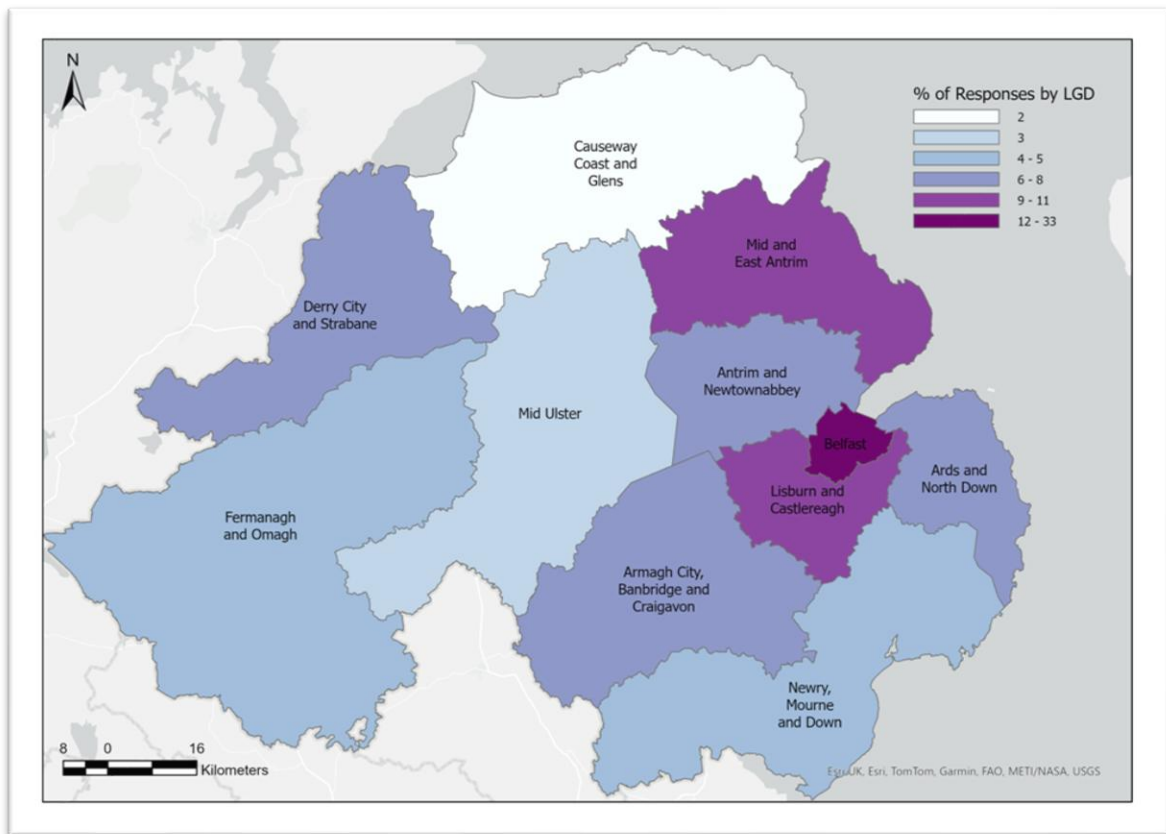 N
% of Responses by LGD
2
3
4 - 5
6 - 8
9 - 11
12 - 33
Causeway
Coast and
Glens
Mid and
East Antrim
Derry City
and Strabane
Antrim and
Newtownabbey
Mid Ulster
Belfast
Ards and
North Down
Lisburn and
Castlereagh
Fermanagh
and Omagh
Armagh City,
Banbridge and
Craigavon
Newry,
Mourne
and Down
8 0 16
Kilometers
Esri UK, Esri, TomTom, Garmin, FAO, METI/NASA, USGS